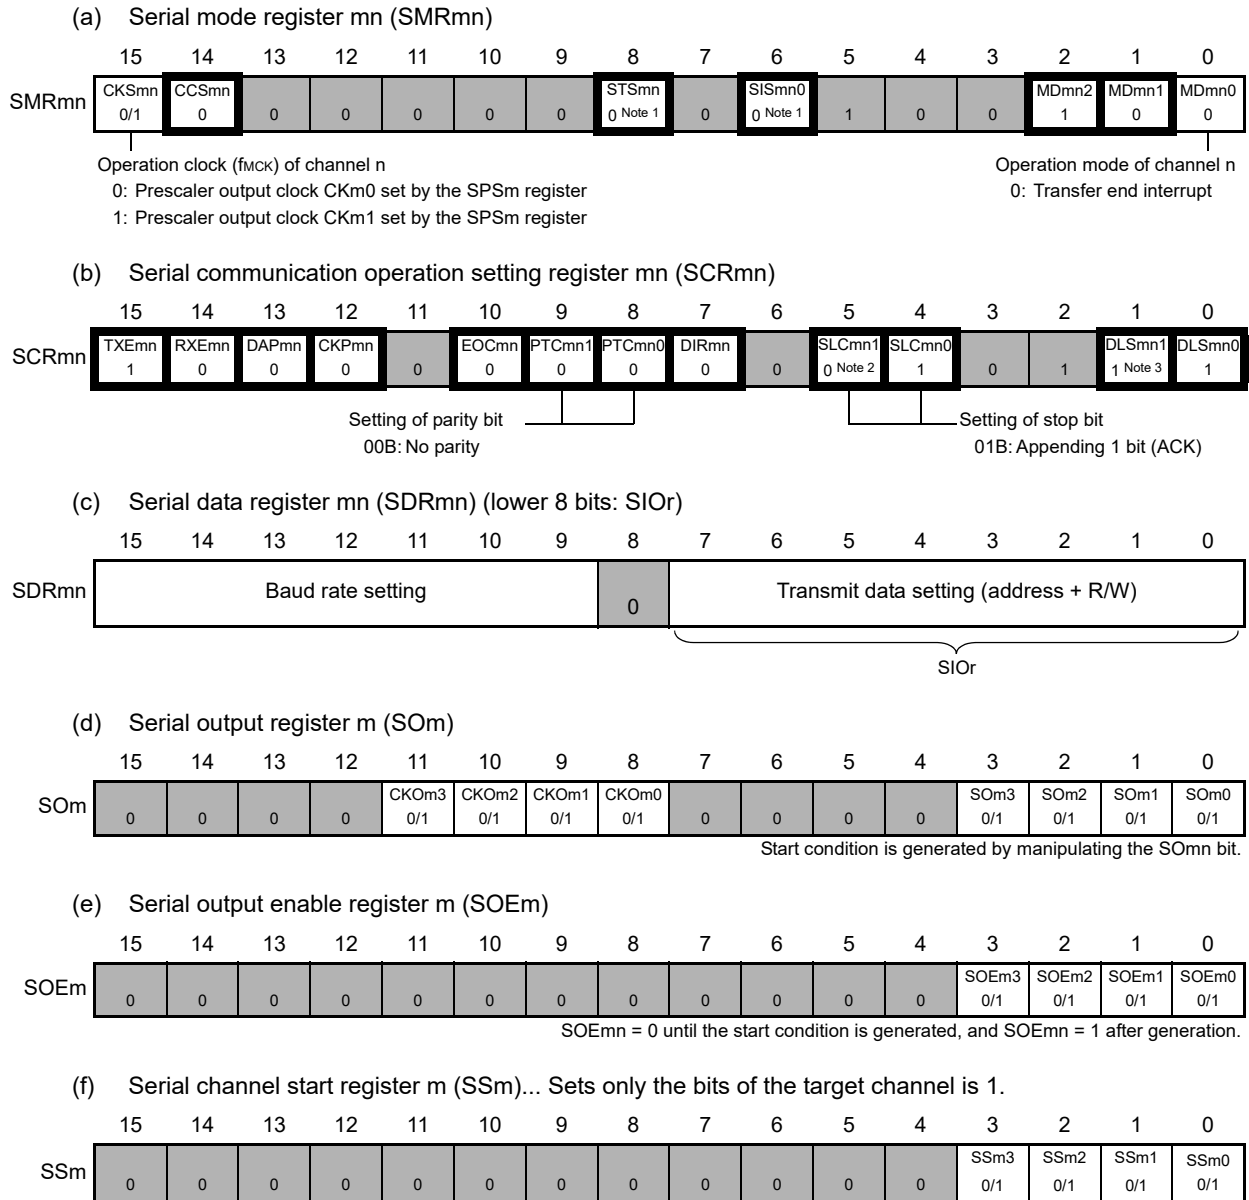 (a) Serial mode register mn (SMRmn)
15 14 13 12 11 10 9 8 7 6 5 4 3 2 1 0
SMRmn CKSmn CCSmn STSmn SISmn0 MDmn2 MDmn1 MDmn0
0/1 0 0 0 0 0 0 0 Note 1 0 0 Note 1 1 0 0 1 0 0
Operation clock (fMCK) of channel n Operation mode of channel n
0: Prescaler output clock CKm0 set by the SPSm register 0: Transfer end interrupt
1: Prescaler output clock CKm1 set by the SPSm register
(b) Serial communication operation setting register mn (SCRmn)
15 14 13 12 11 10 9 8 7 6 5 4 3 2 1 0
SCRmn TXEmn RXEmn DAPmn CKPmn EOCmn PTCmn1 PTCmn0 DIRmn SLCmn1 SLCmn0 DLSmn1 DLSmn0
1 0 0 0 0 0 0 0 0 0 0 Note 2 1 0 1 1 Note 3 1
Setting of parity bit Setting of stop bit
00B: No parity 01B: Appending 1 bit (ACK)
(c) Serial data register mn (SDRmn) (lower 8 bits: SIOr)
15 14 13 12 11 10 9 8 7 6 5 4 3 2 1 0
SDRmn Baud rate setting 0 Transmit data setting (address + R/W)
SIOr
(d) Serial output register m (SOm)
15 14 13 12 11 10 9 8 7 6 5 4 3 2 1 0
SOm CKOm3 CKOm2 CKOm1 CKOm0 SOm3 SOm2 SOm1 SOm0
0 0 0 0 0/1 0/1 0/1 0/1 0 0 0 0 0/1 0/1 0/1 0/1
Start condition is generated by manipulating the SOmn bit.
(e) Serial output enable register m (SOEm)
15 14 13 12 11 10 9 8 7 6 5 4 3 2 1 0
SOEm SOEm3 SOEm2 SOEm1 SOEm0
0 0 0 0 0 0 0 0 0 0 0 0 0/1 0/1 0/1 0/1
SOEmn = 0 until the start condition is generated, and SOEmn = 1 after generation.
(f) Serial channel start register m (SSm)... Sets only the bits of the target channel is 1.
15 14 13 12 11 10 9 8 7 6 5 4 3 2 1 0
SSm SSm3 SSm2 SSm1 SSm0
0 0 0 0 0 0 0 0 0 0 0 0 0/1 0/1 0/1 0/1